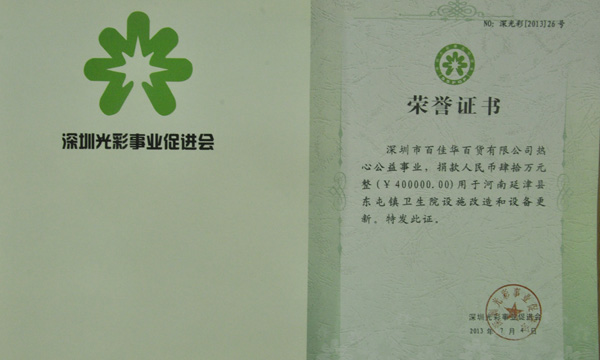 深圳光彩事业促进会
NO: 深光彩[2013]26号
荣誉证书
深圳市百佳华百货有限公司热
心公益事业，捐款人民币肆拾万元
整(￥400000.00)用于河南延津县
东屯镇卫生院设施改造和设备更
新。特发此证。
深圳光彩事业促进会
2013年7月4日